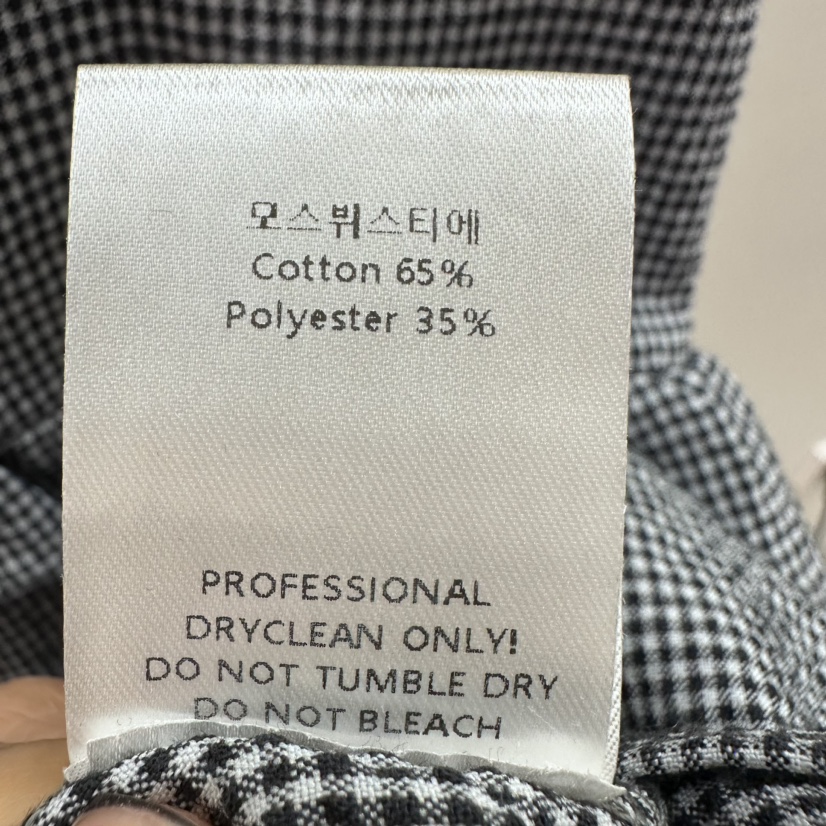 모스뷔스티에
Cotton 65%
Polyester 35%
PROFESSIONAL
DRYCLEAN ONLY!
DO NOT TUMBLE DRY
DO NOT BLEACH